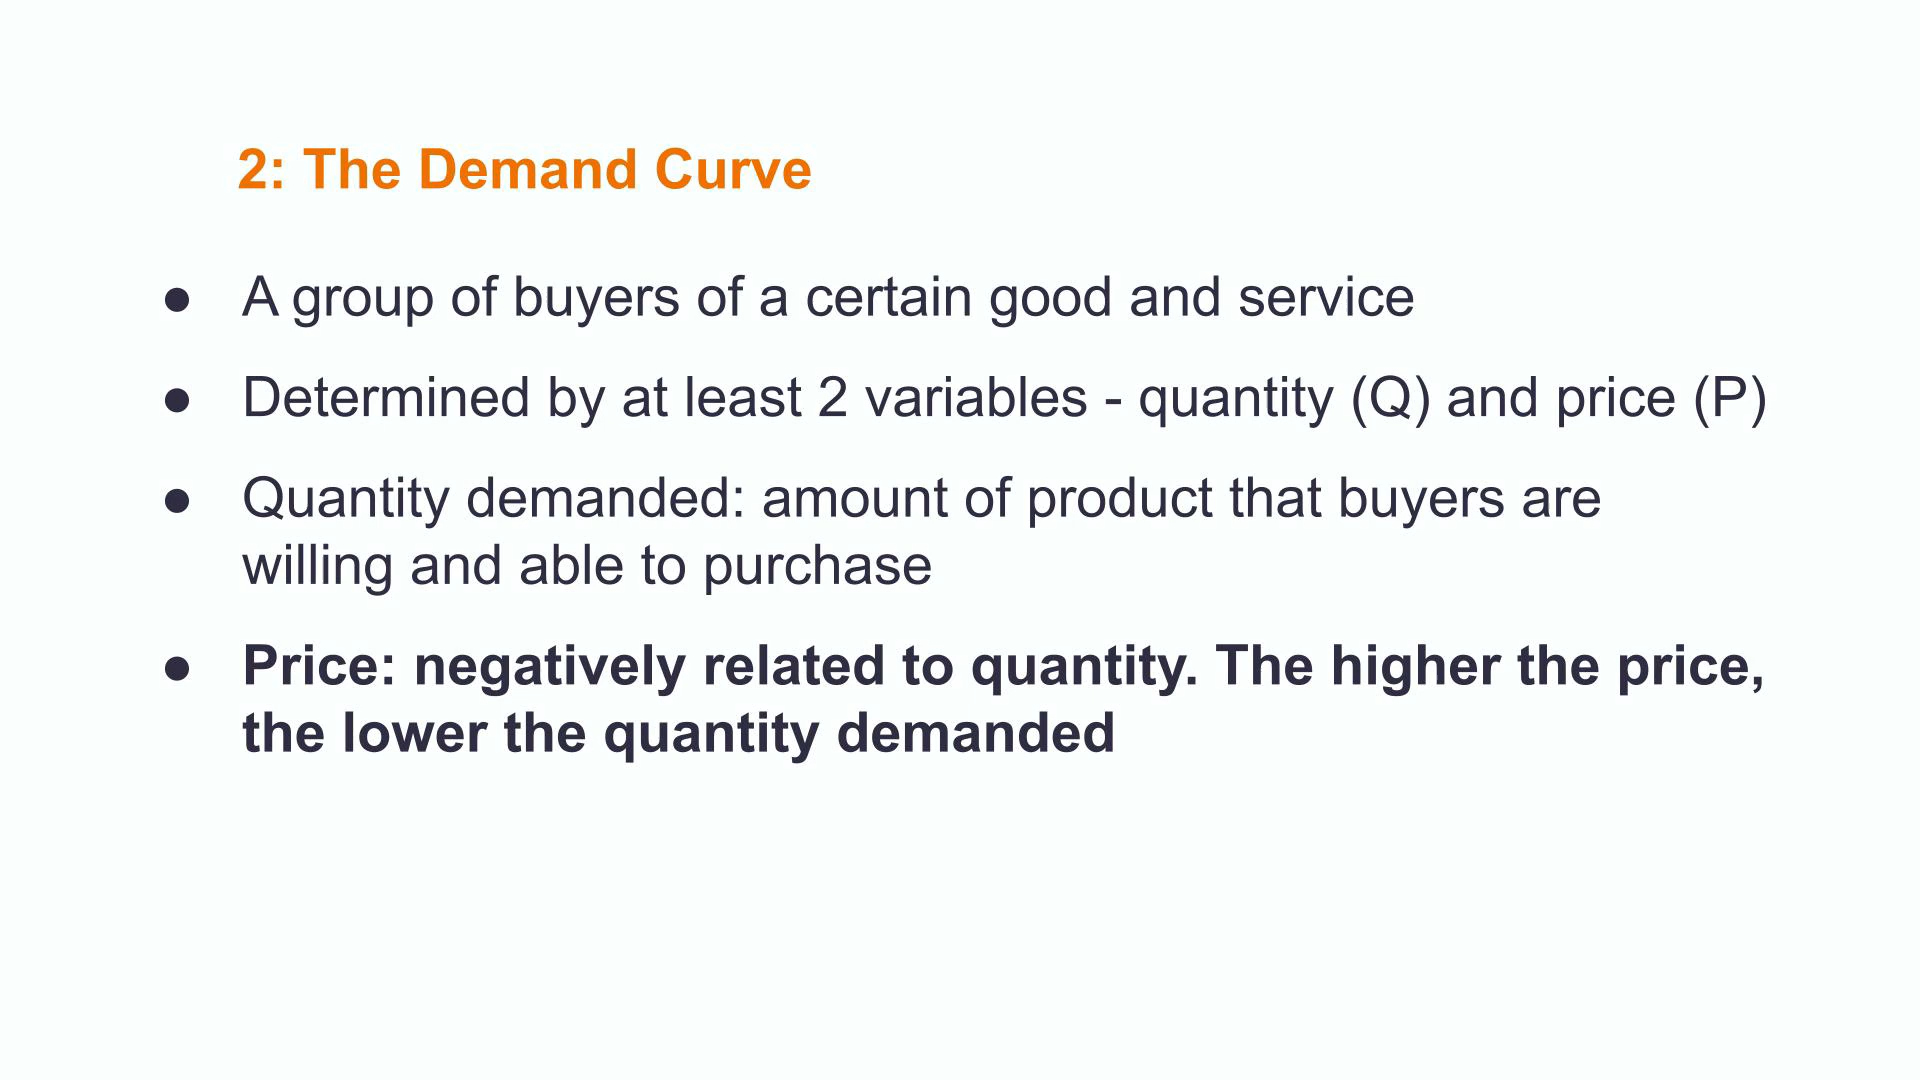 2: The Demand Curve
● A group of buyers of a certain good and service
● Determined by at least 2 variables - quantity (Q) and price (P)
● Quantity demanded: amount of product that buyers are
willing and able to purchase
● Price: negatively related to quantity. The higher the price,
the lower the quantity demanded